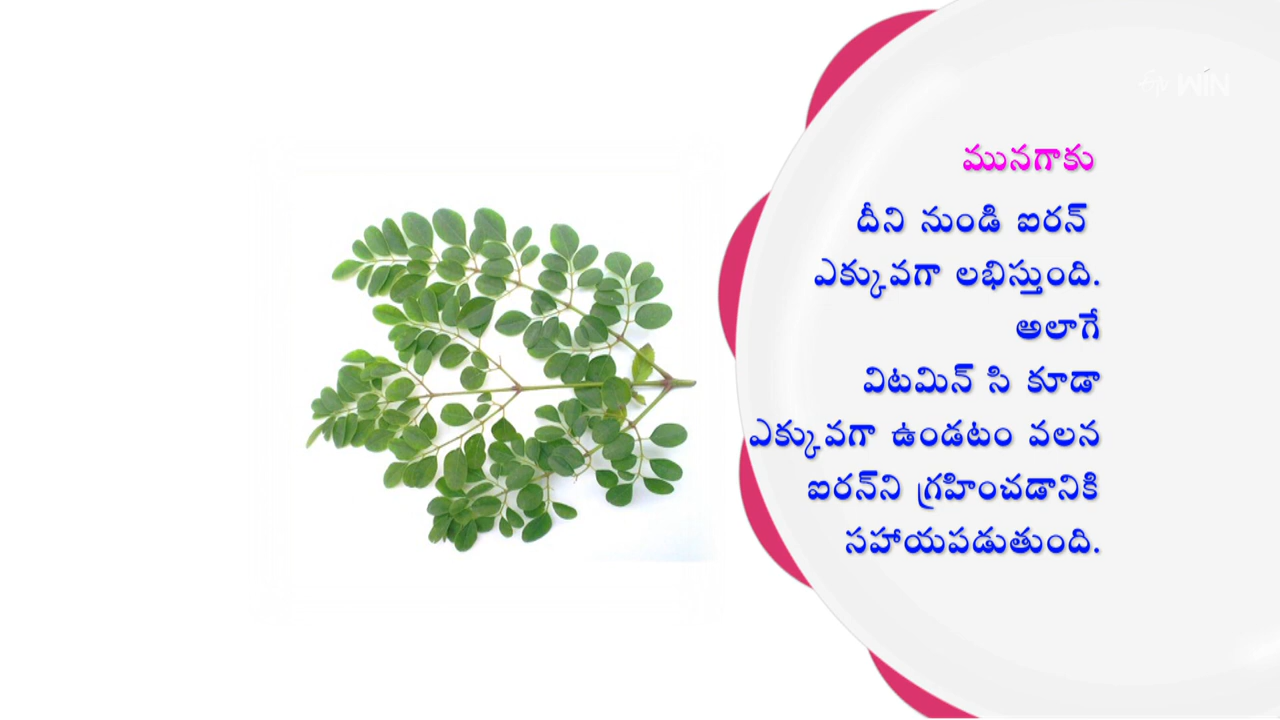 WIN
మునగాకు
దీని నుండి ఐరన్
ఎక్కువగా లభిస్తుంది.
అలాగే
విటమిన్ సి కూడా
ఎక్కువగా ఉండటం వలన
ఐరన్‌ని గ్రహించడానికి
సహాయపడుతుంది.